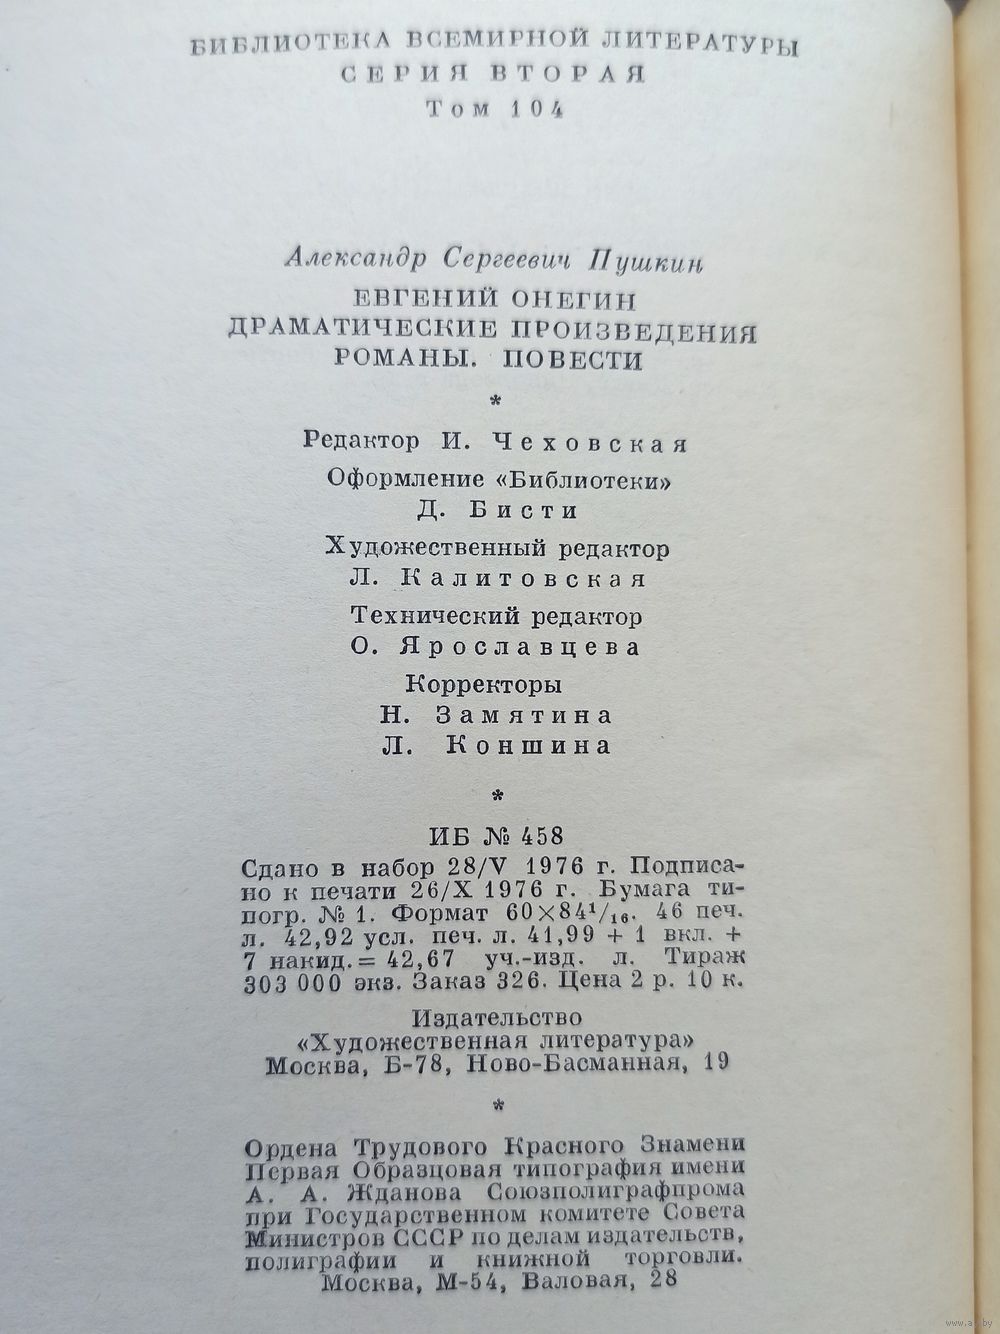 БИБЛИОТЕКА ВСЕМИРНОЙ ЛИТЕРАТУРЫ
СЕРИЯ ВТОРАЯ
Том 104
Александр Сергеевич Пушкин
ЕВГЕНИЙ ОНЕГИН
ДРАМАТИЧЕСКИЕ ПРОИЗВЕДЕНИЯ
РОМАНЫ. ПОВЕСТИ
*
Редактор И. Чеховская
Оформление «Библиотеки»
Д. Бисти
Художественный редактор
Л. Калитовская
Технический редактор
О. Ярославцева
Корректоры
Н. Замятина
Л. Коншина
*
ИБ № 458
Сдано в набор 28/V 1976 г. Подписа-
но к печати 26/X 1976 г. Бумага ти-
погр. № 1. Формат 60×84¹/₁₆. 46 печ.
л. 42,92 усл. печ. л. 41,99 + 1 вкл. +
7 накид. = 42,67 уч.-изд. л. Тираж
303 000 экз. Заказ 326. Цена 2 р. 10 к.
Издательство
«Художественная литература»
Москва, Б-78, Ново-Басманная, 19
*
Ордена Трудового Красного Знамени
Первая Образцовая типография имени
А. А. Жданова Союзполиграфпрома
при Государственном комитете Совета
Министров СССР по делам издательств,
полиграфии и книжной торговли.
Москва, М-54, Валовая, 28